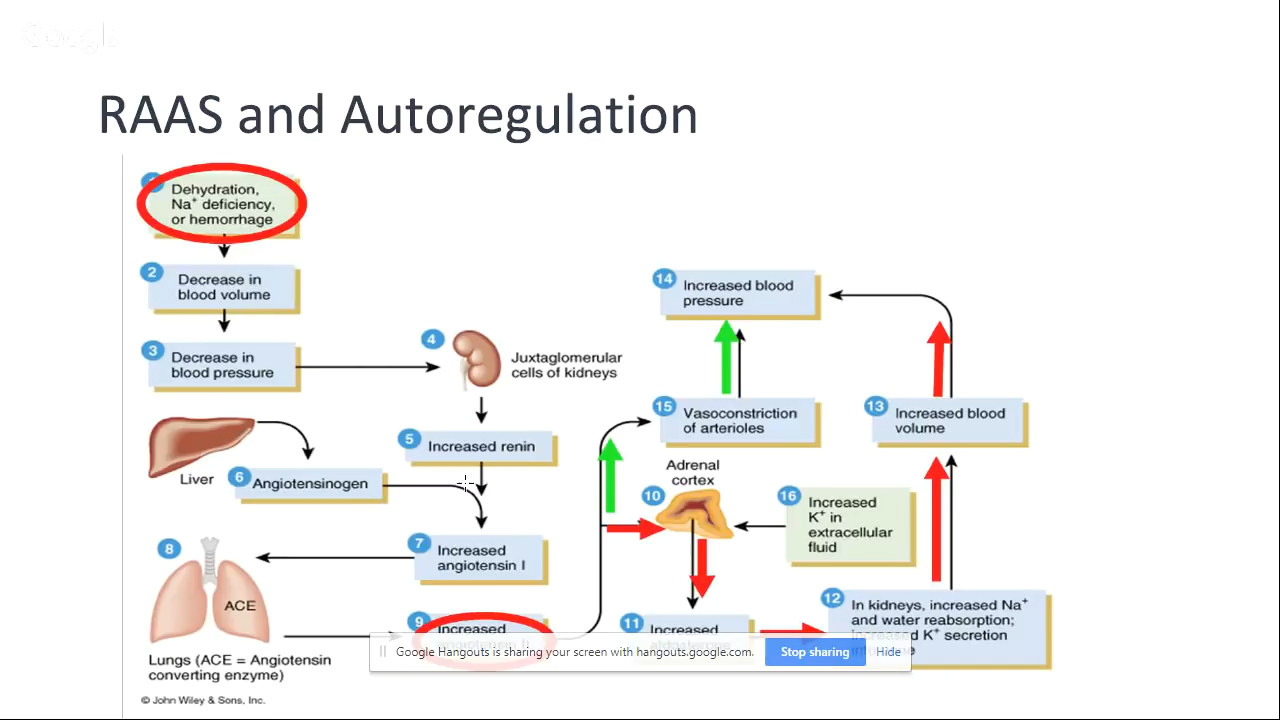 Google
RAAS and Autoregulation
Dehydration,
Na⁺ deficiency,
or hemorrhage
2
Decrease in
blood volume
3
Decrease in
blood pressure
4
Juxtaglomerular
cells of kidneys
5
Increased renin
Liver
6
Angiotensinogen
7
Increased
angiotensin I
8
ACE
Lungs (ACE = Angiotensin
converting enzyme)
9
Increased
14
Increased blood
pressure
15
Vasoconstriction
of arterioles
13
Increased blood
volume
Adrenal
cortex
10
16
Increased
K⁺ in
extracellular
fluid
11
Increased
12
In kidneys, increased Na⁺
and water reabsorption;
increased K⁺ secretion
Google Hangouts is sharing your screen with hangouts.google.com.
Stop sharing
Hide
© John Wiley & Sons, Inc.